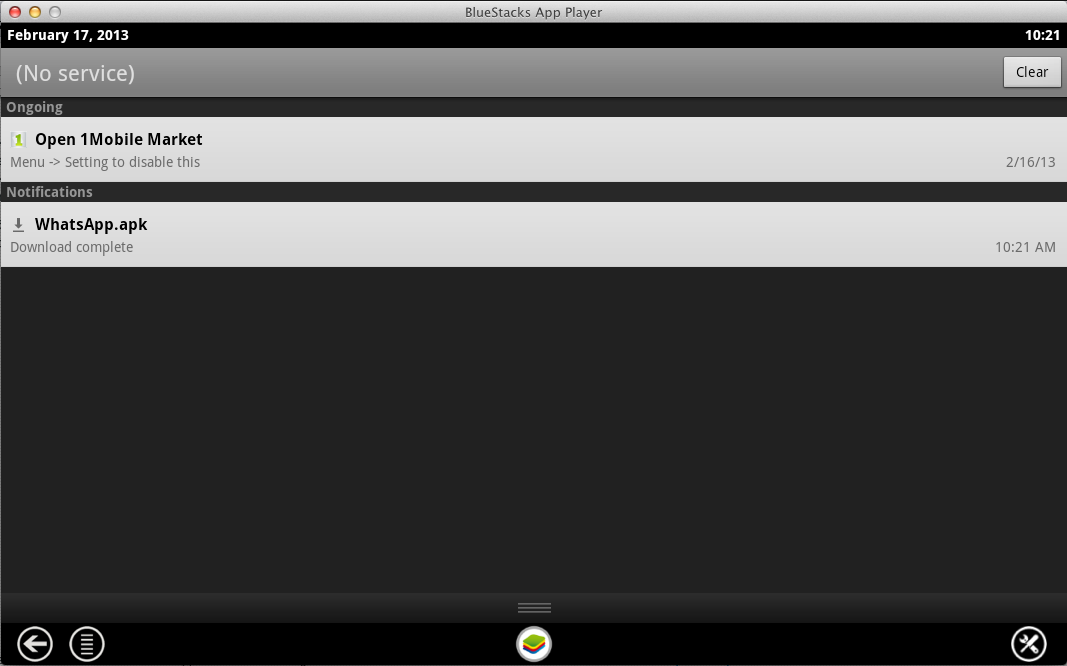 BlueStacks App Player
February 17, 2013 10:21
(No service) Clear
Ongoing
1 Open 1Mobile Market
Menu -> Setting to disable this 2/16/13
Notifications
WhatsApp.apk
Download complete 10:21 AM